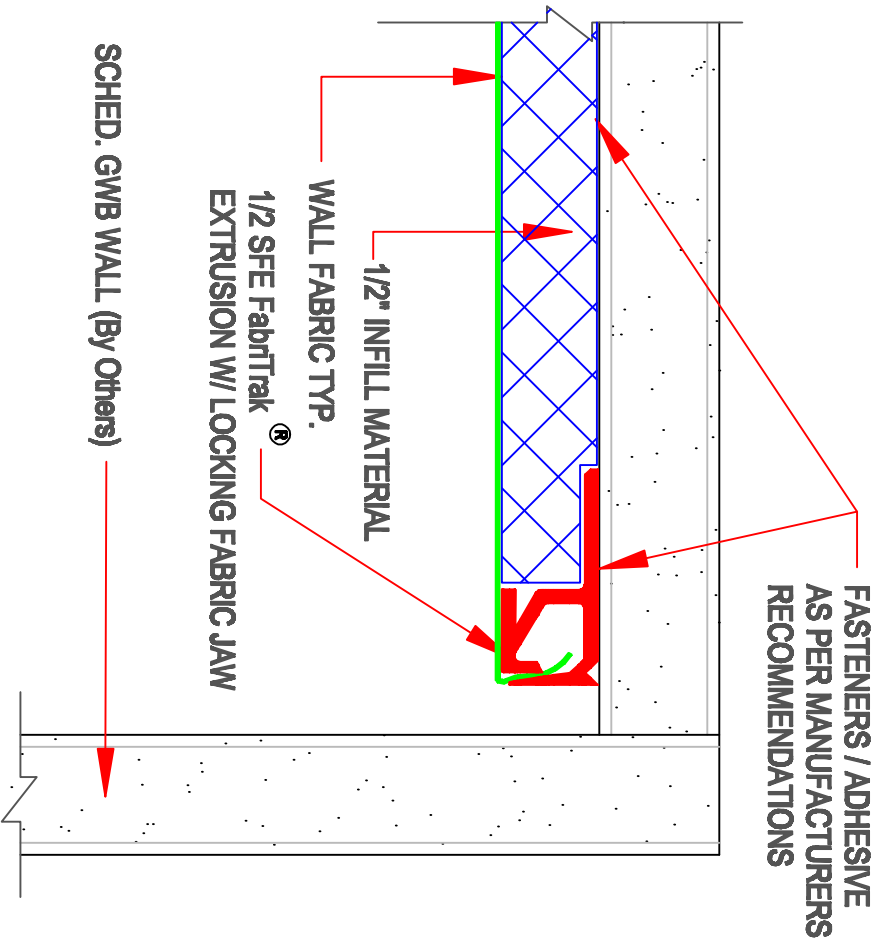 FASTENERS / ADHESIVE
AS PER MANUFACTURERS
RECOMMENDATIONS
1/2" INFILL MATERIAL
WALL FABRIC TYP.
1/2 SFE FabriTrak ®
EXTRUSION W/ LOCKING FABRIC JAW
SCHED. GWB WALL (By Others)